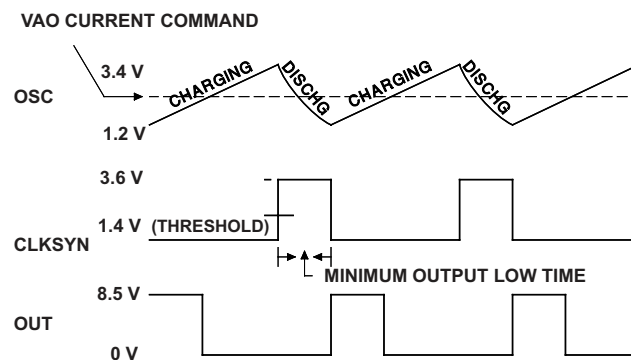 VAO CURRENT COMMAND
3.4 V
CHARGING
DISCHG
CHARGING
DISCHG
OSC
1.2 V
3.6 V
1.4 V (THRESHOLD)
CLKSYN
MINIMUM OUTPUT LOW TIME
8.5 V
OUT
0 V